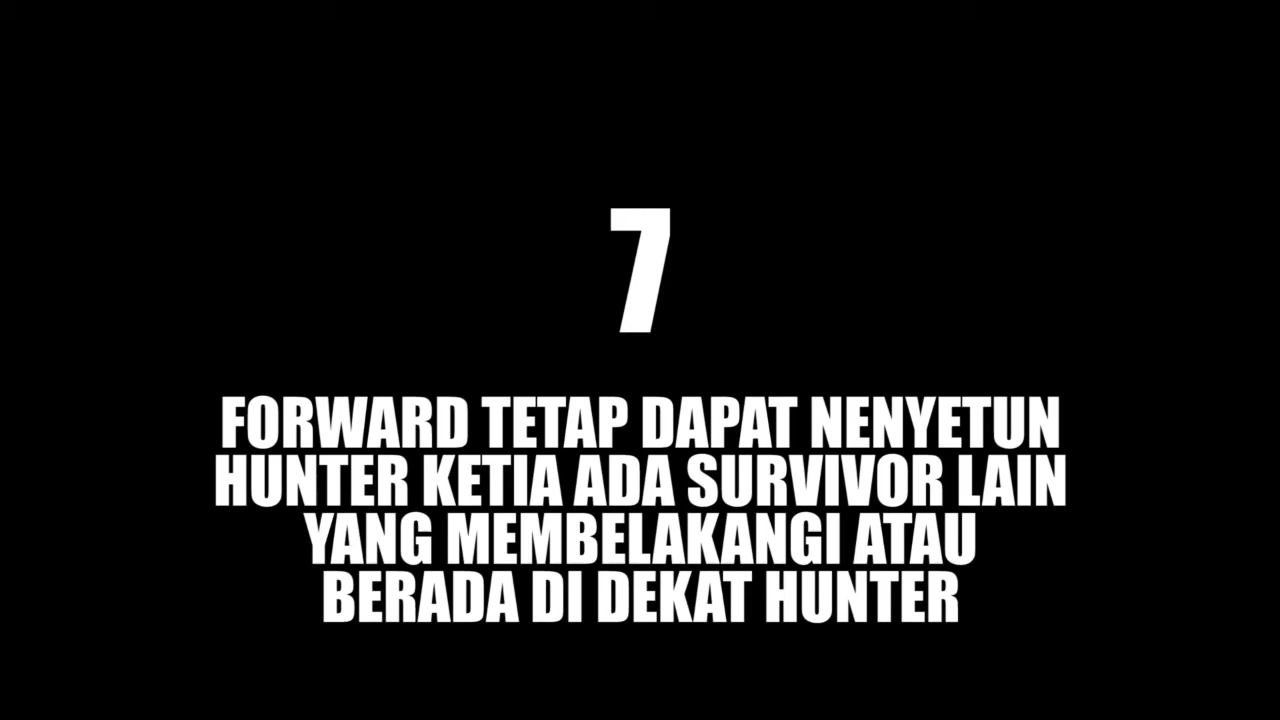 7
FORWARD TETAP DAPAT NENYETUN
HUNTER KETIA ADA SURVIVOR LAIN
YANG MEMBELAKANGI ATAU
BERADA DI DEKAT HUNTER